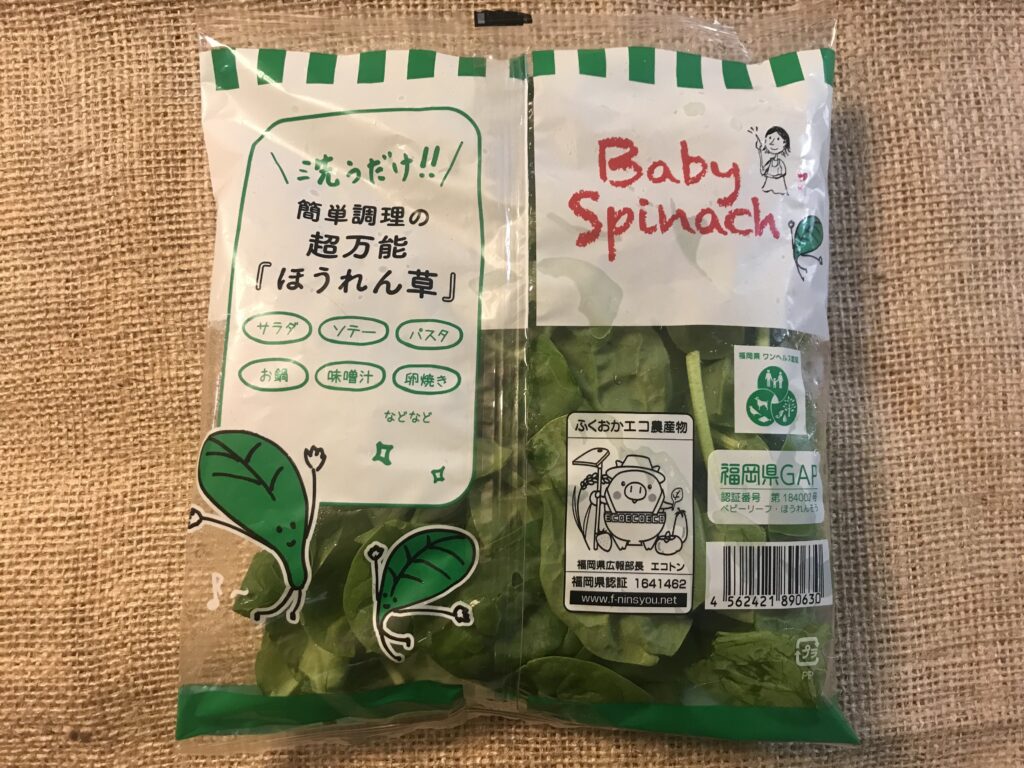 洗うだけ!!
簡単調理の
超万能
『ほうれん草』
サラダ ソテー パスタ
お鍋 味噌汁 卵焼き
などなど
Baby
Spinach
福岡県 ワンヘルス認証
ふくおかエコ農産物
ECOECOECO
福岡県広報部長 エコトン
福岡県認証 1641462
www.f-ninsyou.net
福岡県GAP
認証番号 第184002号
ベビーリーフ・ほうれんそう
4 562421 890630
プラ